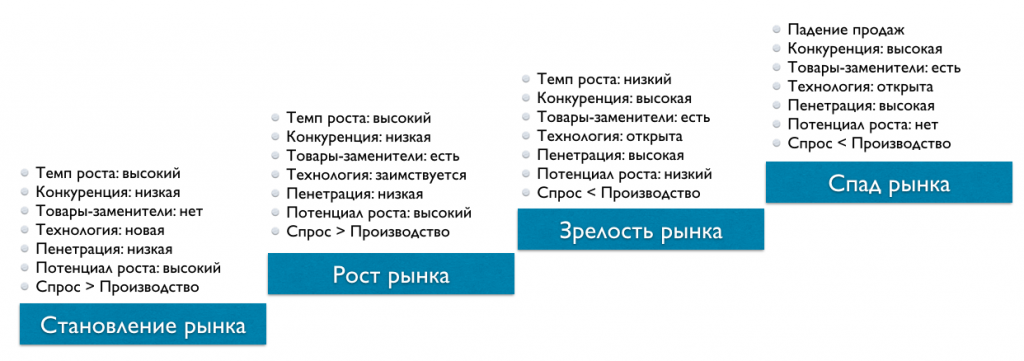 Темп роста: высокий
Конкуренция: низкая
Товары-заменители: нет
Технология: новая
Пенетрация: низкая
Потенциал роста: высокий
Спрос > Производство
Становление рынка
Темп роста: высокий
Конкуренция: низкая
Товары-заменители: есть
Технология: заимствуется
Пенетрация: низкая
Потенциал роста: высокий
Спрос > Производство
Рост рынка
Темп роста: низкий
Конкуренция: высокая
Товары-заменители: есть
Технология: открыта
Пенетрация: высокая
Потенциал роста: низкий
Спрос < Производство
Зрелость рынка
Падение продаж
Конкуренция: высокая
Товары-заменители: есть
Технология: открыта
Пенетрация: высокая
Потенциал роста: нет
Спрос < Производство
Спад рынка